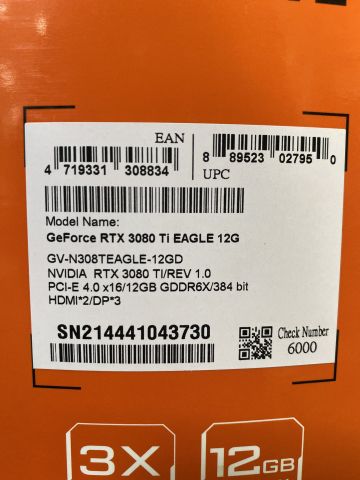 EAN
4 719331 308834
8 89523 02795 0
UPC
Model Name:
GeForce RTX 3080 Ti EAGLE 12G
GV-N308TEAGLE-12GD
NVIDIA RTX 3080 TI/REV 1.0
PCI-E 4.0 x16/12GB GDDR6X/384 bit
HDMI*2/DP*3
SN214441043730
Check Number
6000
3X
12GB